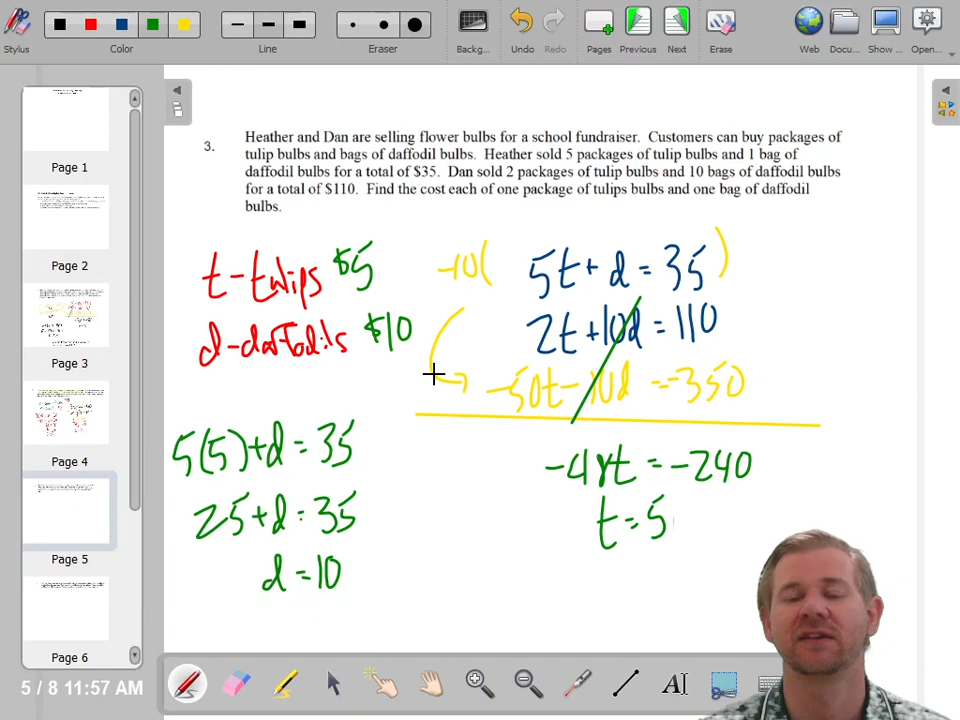 Stylus
Color
Line
Eraser
Backg...
Undo
Redo
Pages
Previous
Next
Erase
Web
Docu...
Show ...
Open...
Page 1
Page 2
Page 3
Page 4
Page 5
Page 6
3.
Heather and Dan are selling flower bulbs for a school fundraiser. Customers can buy packages of
tulip bulbs and bags of daffodil bulbs. Heather sold 5 packages of tulip bulbs and 1 bag of
daffodil bulbs for a total of $35. Dan sold 2 packages of tulip bulbs and 10 bags of daffodil bulbs
for a total of $110. Find the cost each of one package of tulips bulbs and one bag of daffodil
bulbs.
t - tulips $5
d - daffodils $10
-10( 5t + d = 35 )
2t + 10d = 110
-50t - 10d = -350
-48t = -240
t = 5
5(5) + d = 35
25 + d = 35
d = 10
5 / 8 11:57 AM